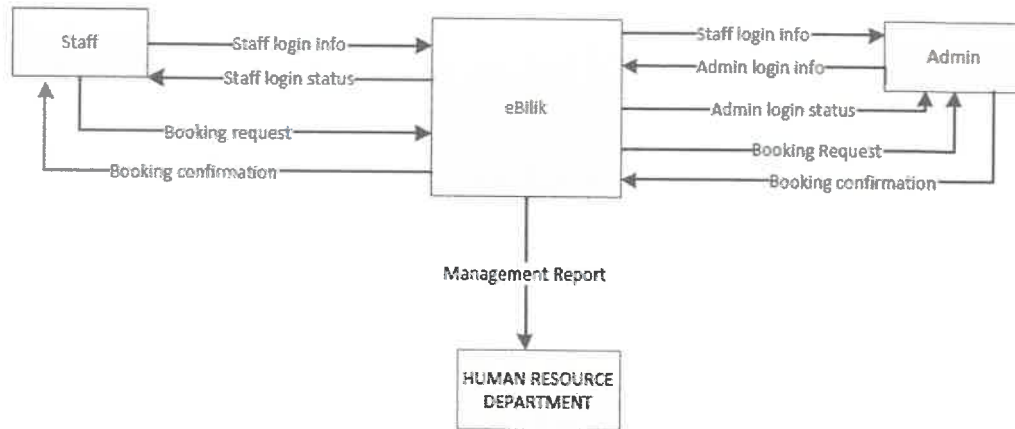 Staff
Staff login info
Staff login status
Booking request
Booking confirmation
eBilik
Staff login info
Admin login info
Admin login status
Booking Request
Booking confirmation
Admin
Management Report
HUMAN RESOURCE
DEPARTMENT